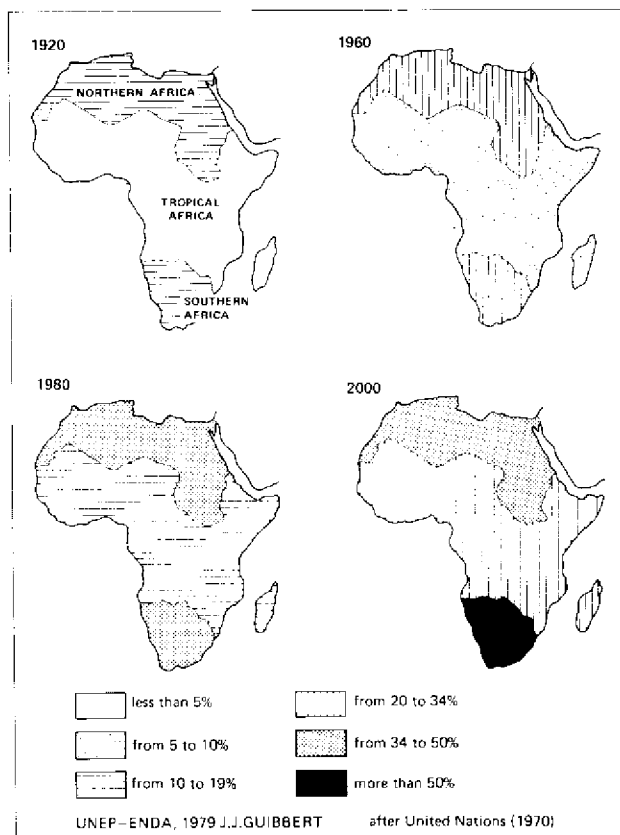 1920
1960
NORTHERN AFRICA
TROPICAL
AFRICA
SOUTHERN
AFRICA
1980
2000
less than 5%
from 5 to 10%
from 10 to 19%
from 20 to 34%
from 34 to 50%
more than 50%
UNEP-ENDA, 1979 J.J.GUIBBERT after United Nations (1970)